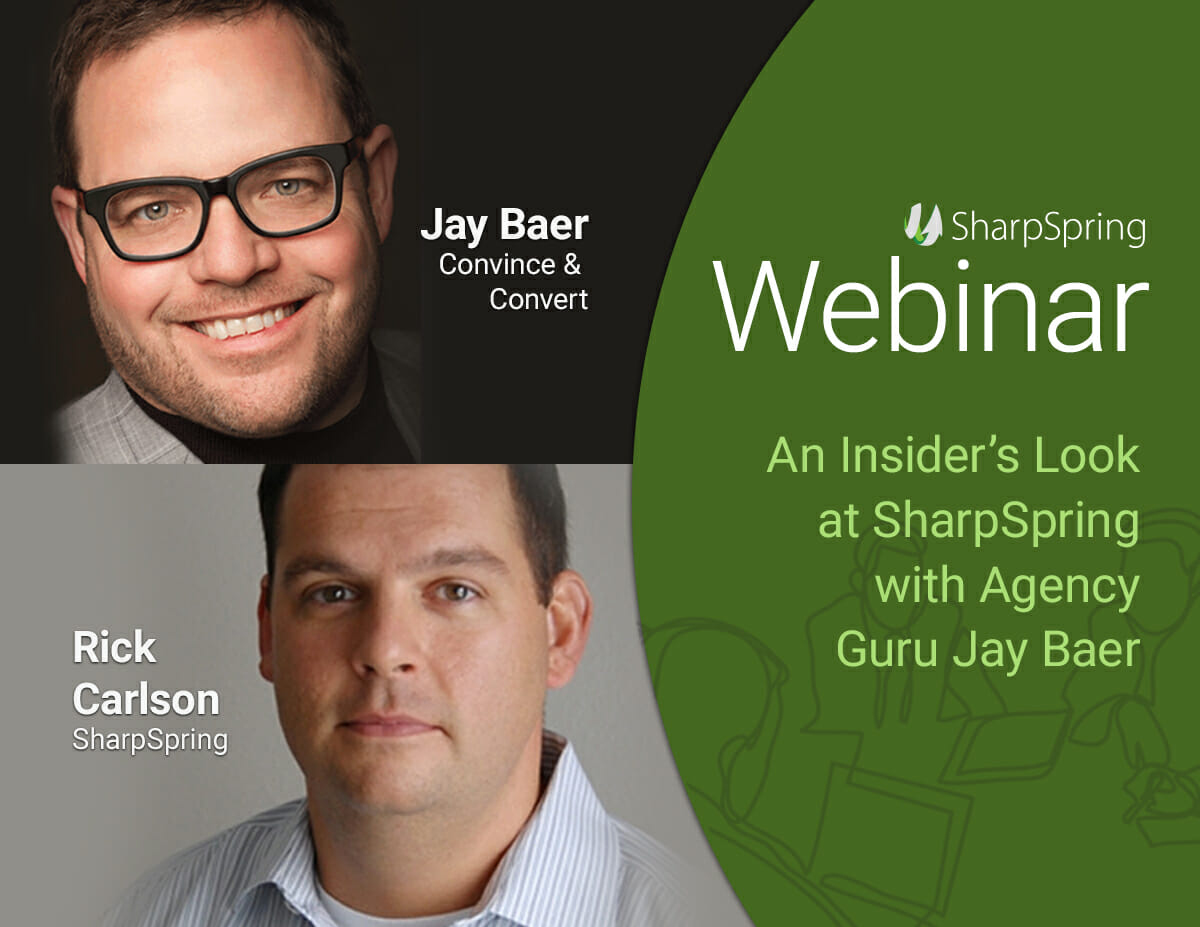 Jay Baer
Convince &
Convert
Rick
Carlson
SharpSpring
SharpSpring
Webinar
An Insider’s Look
at SharpSpring
with Agency
Guru Jay Baer